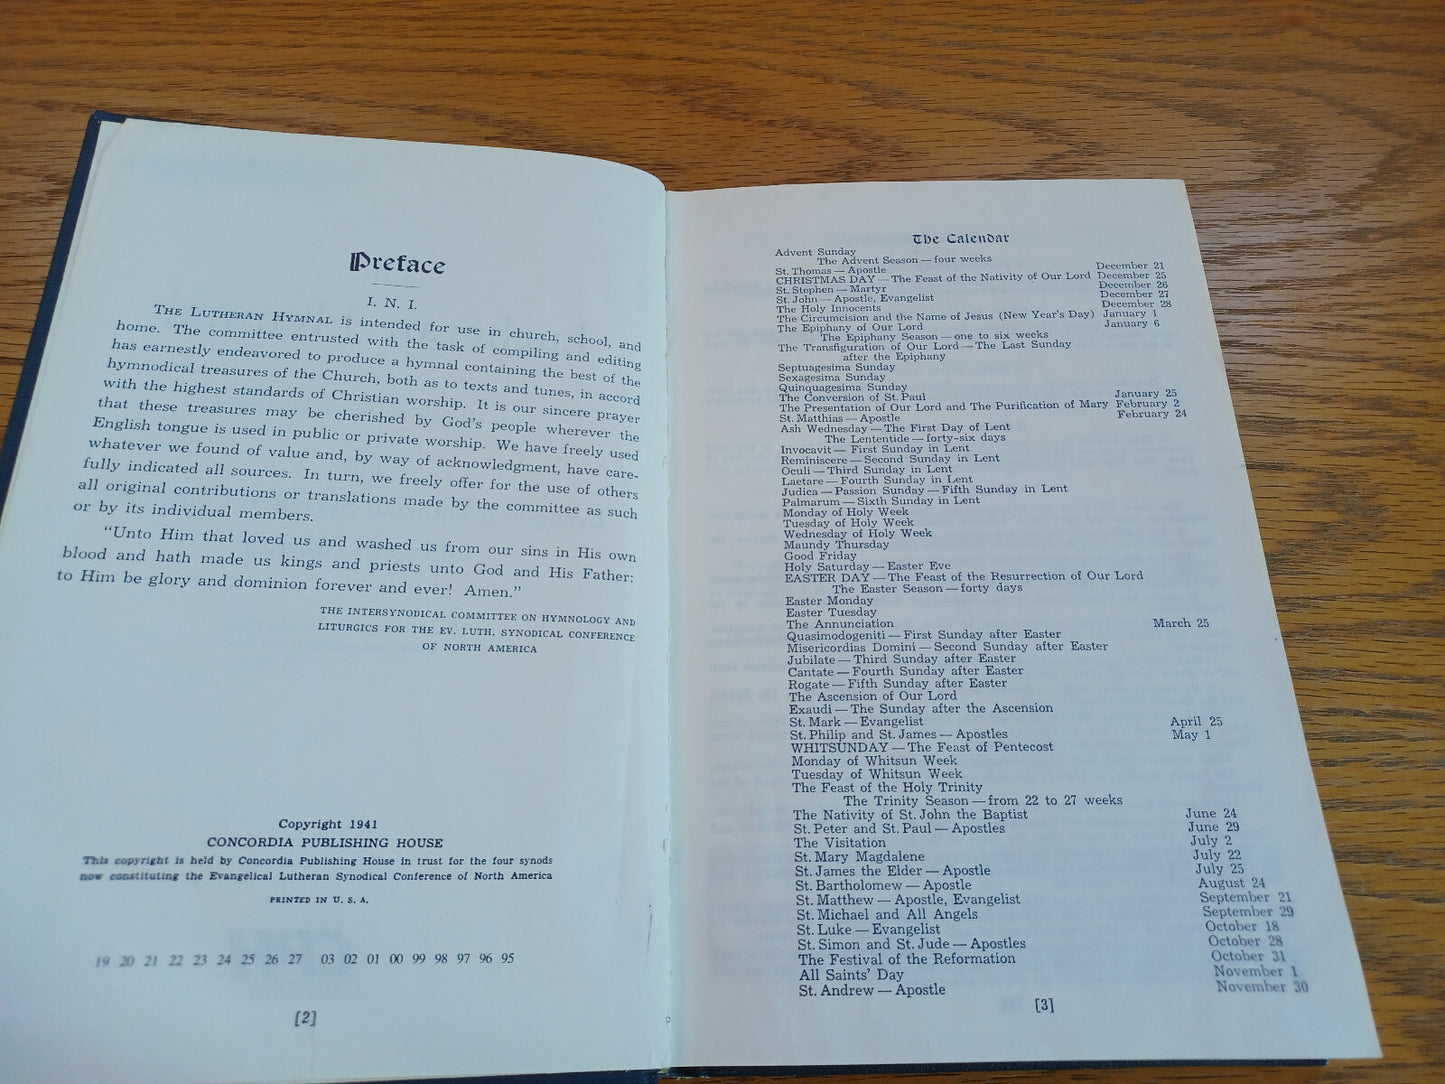 Preface
I. N. I.
THE LUTHERAN HYMNAL is intended for use in church, school, and
home. The committee entrusted with the task of compiling and editing
has earnestly endeavored to produce a hymnal containing the best of the
hymnodical treasures of the Church, both as to texts and tunes, in accord
with the highest standards of Christian worship. It is our sincere prayer
that these treasures may be cherished by God's people wherever the
English tongue is used in public or private worship. We have freely used
whatever we found of value and, by way of acknowledgment, have care-
fully indicated all sources. In turn, we freely offer for the use of others
all original contributions or translations made by the committee as such
or by its individual members.
"Unto Him that loved us and washed us from our sins in His own
blood and hath made us kings and priests unto God and His Father:
to Him be glory and dominion forever and ever! Amen."
THE INTERSYNODICAL COMMITTEE ON HYMNOLOGY AND
LITURGICS FOR THE EV. LUTH. SYNODICAL CONFERENCE
OF NORTH AMERICA
Copyright 1941
CONCORDIA PUBLISHING HOUSE
This copyright is held by Concordia Publishing House in trust for the four synods
now constituting the Evangelical Lutheran Synodical Conference of North America
PRINTED IN U. S. A.
19 20 21 22 23 24 25 26 27 03 02 01 00 99 98 97 96 95
[2]
The Calendar
Advent Sunday
The Advent Season — four weeks
St. Thomas — Apostle December 21
CHRISTMAS DAY — The Feast of the Nativity of Our Lord December 25
St. Stephen — Martyr December 26
St. John — Apostle, Evangelist December 27
The Holy Innocents December 28
The Circumcision and the Name of Jesus (New Year's Day) January 1
The Epiphany of Our Lord January 6
The Epiphany Season — one to six weeks
The Transfiguration of Our Lord — The Last Sunday
after the Epiphany
Septuagesima Sunday
Sexagesima Sunday
Quinquagesima Sunday
The Conversion of St. Paul January 25
The Presentation of Our Lord and The Purification of Mary February 2
St. Matthias — Apostle February 24
Ash Wednesday — The First Day of Lent
The Lententide — forty-six days
Invocavit — First Sunday in Lent
Reminiscere — Second Sunday in Lent
Oculi — Third Sunday in Lent
Laetare — Fourth Sunday in Lent
Judica — Passion Sunday — Fifth Sunday in Lent
Palmarum — Sixth Sunday in Lent
Monday of Holy Week
Tuesday of Holy Week
Wednesday of Holy Week
Maundy Thursday
Good Friday
Holy Saturday — Easter Eve
EASTER DAY — The Feast of the Resurrection of Our Lord
The Easter Season — forty days
Easter Monday
Easter Tuesday
The Annunciation March 25
Quasimodogeniti — First Sunday after Easter
Misericordias Domini — Second Sunday after Easter
Jubilate — Third Sunday after Easter
Cantate — Fourth Sunday after Easter
Rogate — Fifth Sunday after Easter
The Ascension of Our Lord
Exaudi — The Sunday after the Ascension
St. Mark — Evangelist April 25
St. Philip and St. James — Apostles May 1
WHITSUNDAY — The Feast of Pentecost
Monday of Whitsun Week
Tuesday of Whitsun Week
The Feast of the Holy Trinity
The Trinity Season — from 22 to 27 weeks
The Nativity of St. John the Baptist June 24
St. Peter and St. Paul — Apostles June 29
The Visitation July 2
St. Mary Magdalene July 22
St. James the Elder — Apostle July 25
St. Bartholomew — Apostle August 24
St. Matthew — Apostle, Evangelist September 21
St. Michael and All Angels September 29
St. Luke — Evangelist October 18
St. Simon and St. Jude — Apostles October 28
The Festival of the Reformation October 31
All Saints' Day November 1
St. Andrew — Apostle November 30
[3]